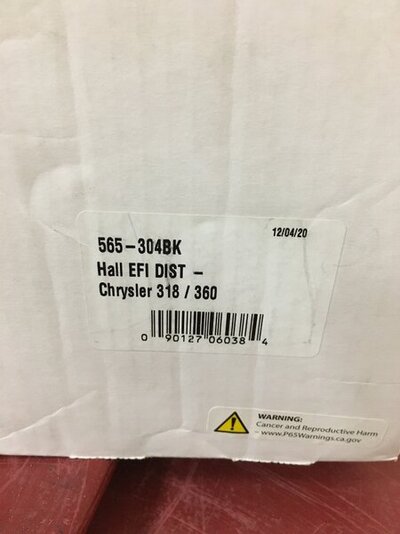 12/04/20
565-304BK
Hall EFI DIST -
Chrysler 318 / 360
0 90127 06038 4
WARNING:
Cancer and Reproductive Harm
- www.P65Warnings.ca.gov